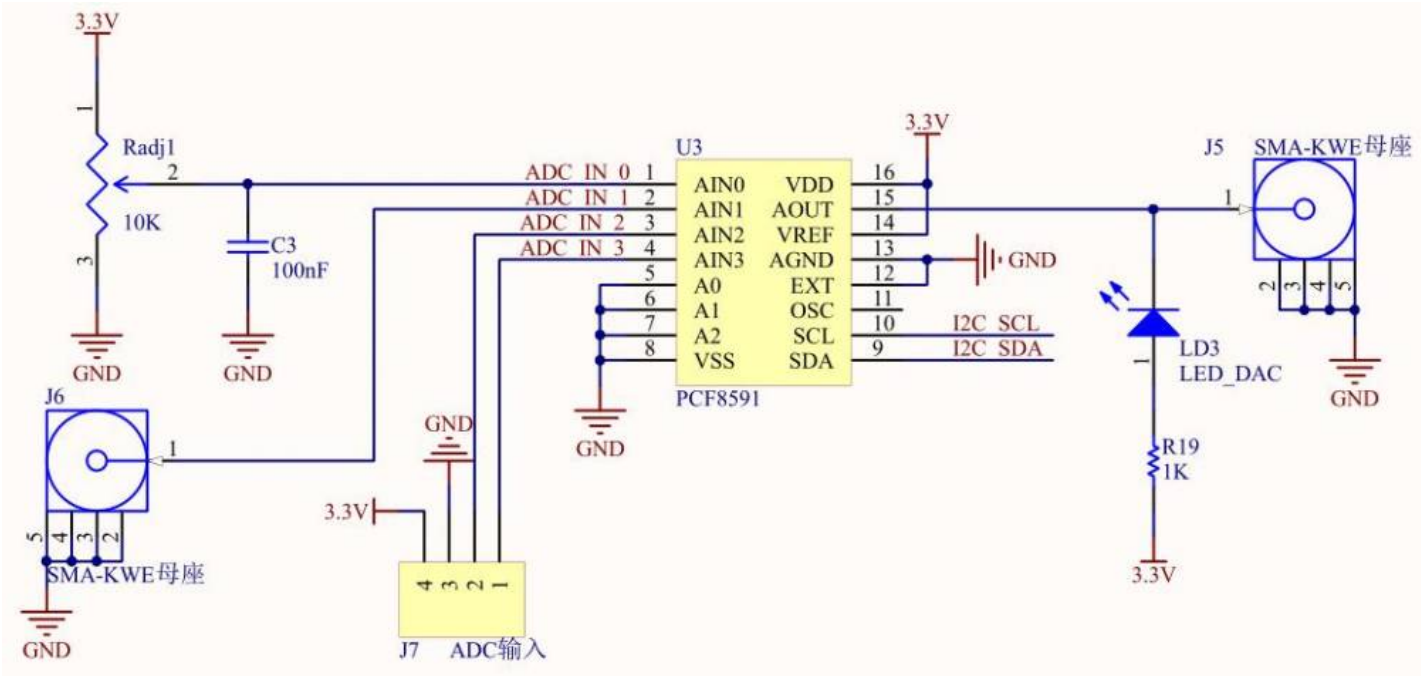 3.3V
1
Radj1
2
10K
3
GND
C3
100nF
GND
ADC IN 0
ADC IN 1
ADC IN 2
ADC IN 3
U3
1 AIN0 VDD 16
2 AIN1 AOUT 15
3 AIN2 VREF 14
4 AIN3 AGND 13
5 A0 EXT 12
6 A1 OSC 11
7 A2 SCL 10
8 VSS SDA 9
PCF8591
GND
3.3V
GND
I2C SCL
I2C SDA
J5 SMA-KWE母座
1
2 3 4 5
GND
1
LD3
LED_DAC
R19
1K
3.3V
J6
1
5 4 3 2
SMA-KWE母座
GND
GND
3.3V
4 3 2 1
J7 ADC输入